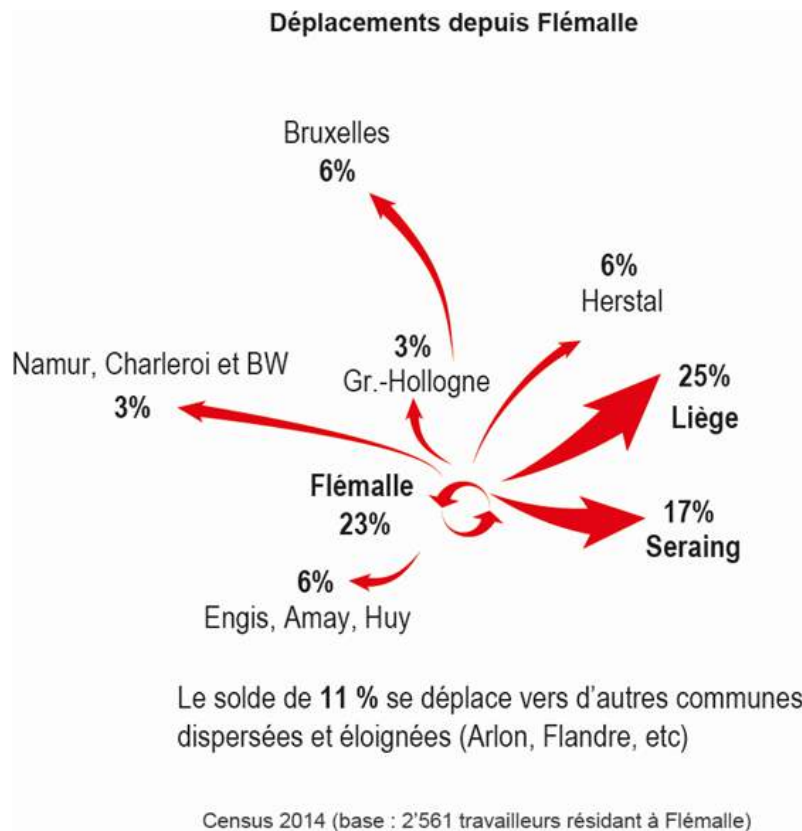 Déplacements depuis Flémalle
Bruxelles
6%
6%
Herstal
3%
Gr.-Hollogne
Namur, Charleroi et BW
3%
25%
Liège
Flémalle
23%
17%
Seraing
6%
Engis, Amay, Huy
Le solde de 11 % se déplace vers d'autres communes
dispersées et éloignées (Arlon, Flandre, etc)
Census 2014 (base : 2'561 travailleurs résidant à Flémalle)